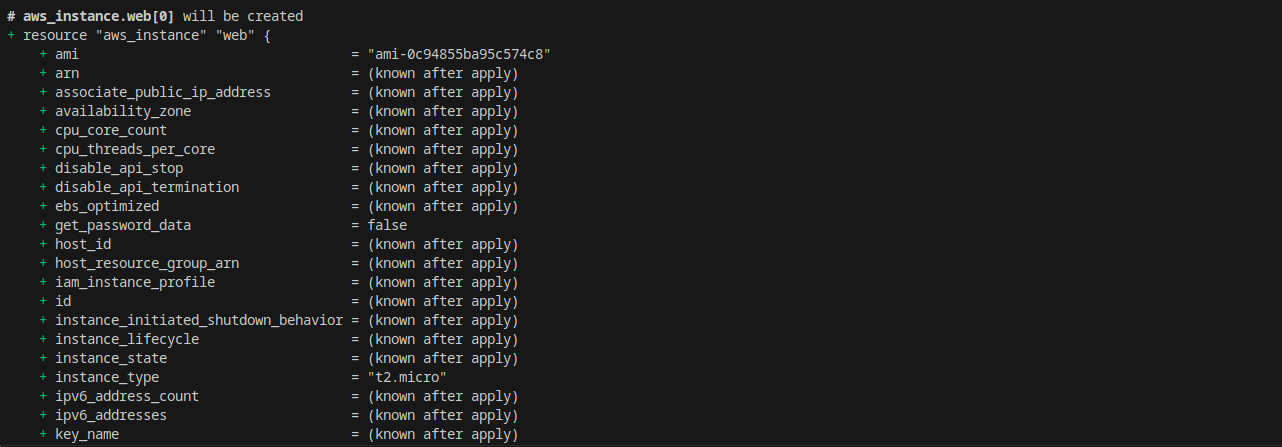 # aws_instance.web[0] will be created
+ resource "aws_instance" "web" {
+ ami = "ami-0c94855ba95c574c8"
+ arn = (known after apply)
+ associate_public_ip_address = (known after apply)
+ availability_zone = (known after apply)
+ cpu_core_count = (known after apply)
+ cpu_threads_per_core = (known after apply)
+ disable_api_stop = (known after apply)
+ disable_api_termination = (known after apply)
+ ebs_optimized = (known after apply)
+ get_password_data = false
+ host_id = (known after apply)
+ host_resource_group_arn = (known after apply)
+ iam_instance_profile = (known after apply)
+ id = (known after apply)
+ instance_initiated_shutdown_behavior = (known after apply)
+ instance_lifecycle = (known after apply)
+ instance_state = (known after apply)
+ instance_type = "t2.micro"
+ ipv6_address_count = (known after apply)
+ ipv6_addresses = (known after apply)
+ key_name = (known after apply)